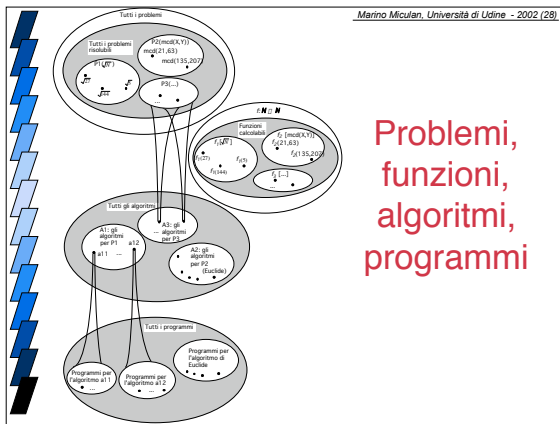 Marino Miculan, Università di Udine - 2002 (28)
Tutti i problemi
Tutti i problemi
risolubili
P1(√N)
√27
√144
P2(mcd(X,Y))
mcd(21,63)
mcd(135,207)
P3(...)
...
Funzioni
calcolabili
f₁[√N]
f₁(27)
f₁(144)
f₁(5)
f₂ [mcd(X,Y)]
f₂(21,63)
f₂(135,207)
f₃ [...]
...
Tutti gli algoritmi
A1: gli
algoritmi
per P1
a11 ... a12
A3: gli
... algoritmi
per P3
A2: gli
algoritmi
per P2
(Euclide)
Tutti i programmi
Programmi per
l'algoritmo a11
...
Programmi per
l'algoritmo a12
...
Programmi per
l'algoritmo di
Euclide
Problemi,
funzioni,
algoritmi,
programmi